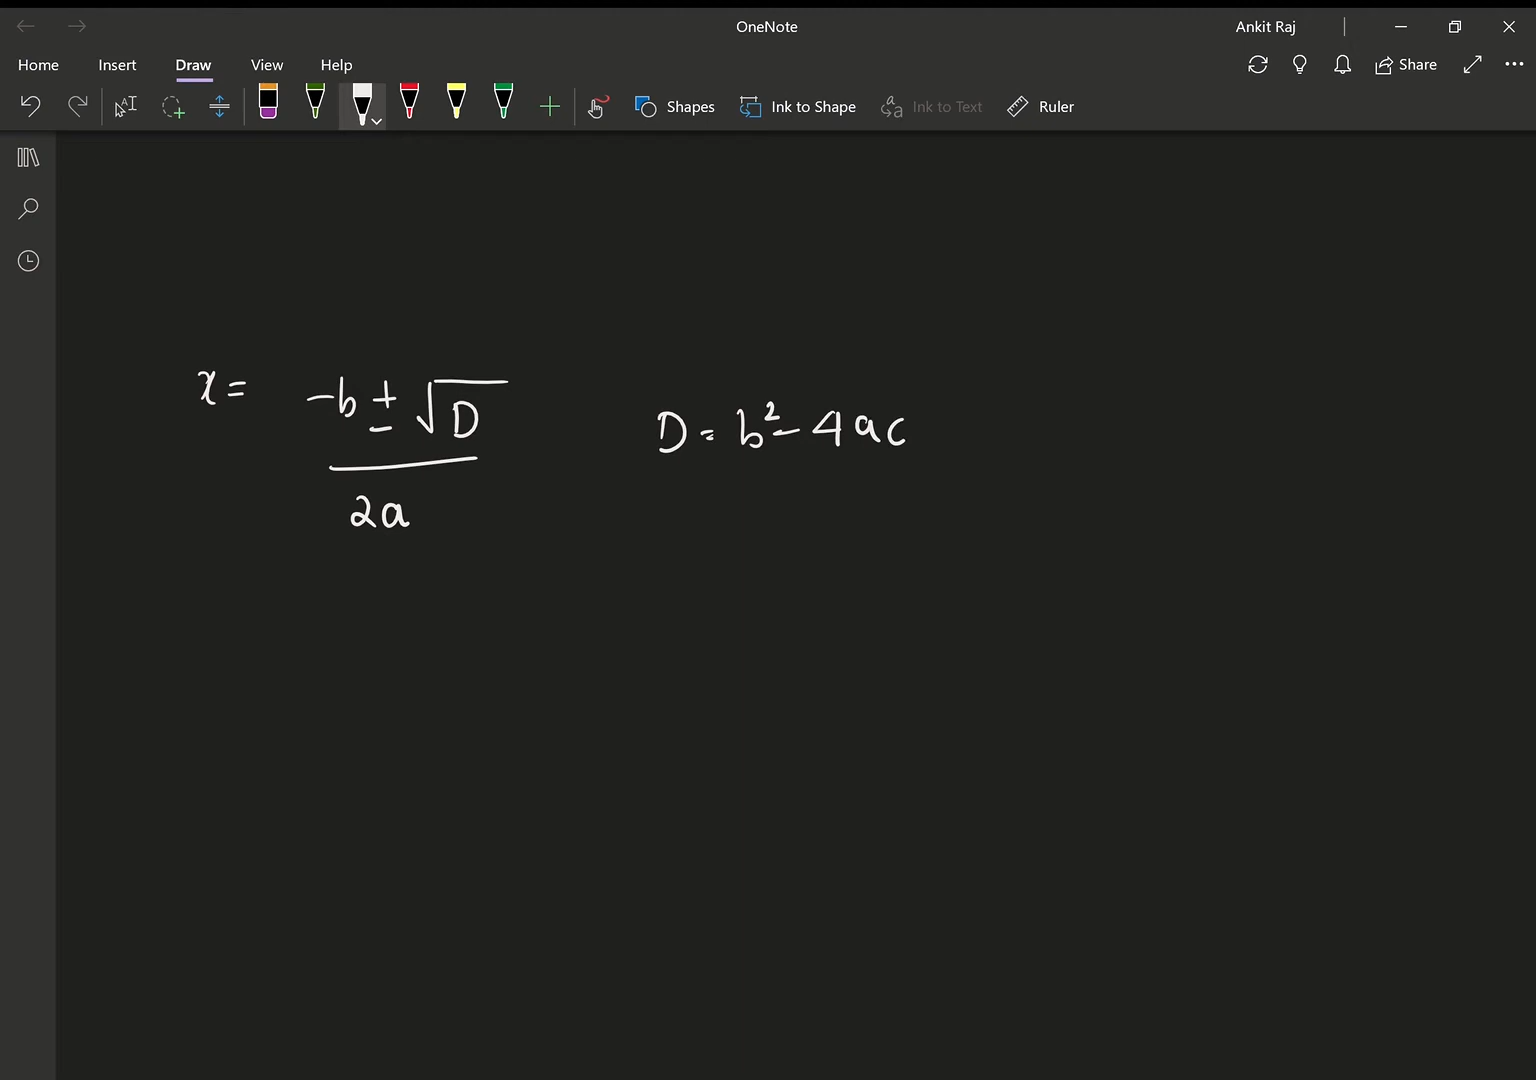 OneNote
Ankit Raj
Home Insert Draw View Help
Share
Shapes Ink to Shape Ink to Text Ruler
x = -b ± √D / 2a
D = b² - 4ac